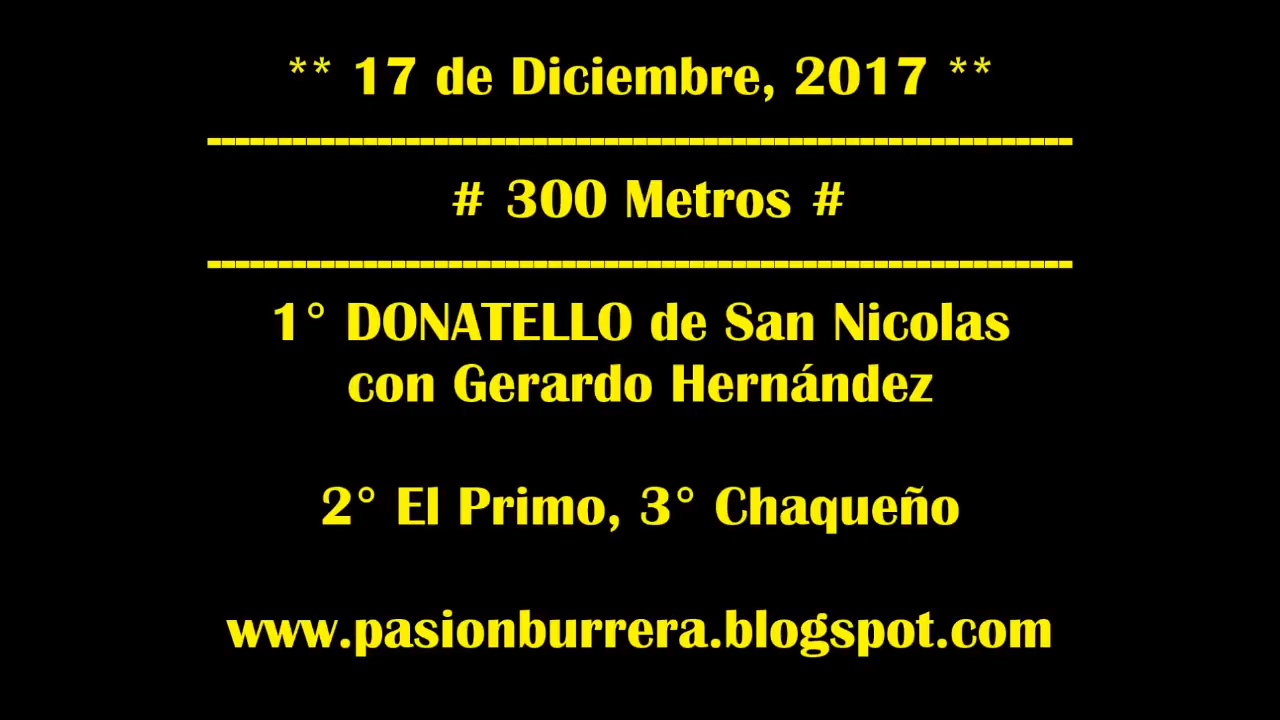 ** 17 de Diciembre, 2017 **
-------------------------------------------------------------
# 300 Metros #
-------------------------------------------------------------
1° DONATELLO de San Nicolas
con Gerardo Hernández
2° El Primo, 3° Chaqueño
www.pasionburrera.blogspot.com